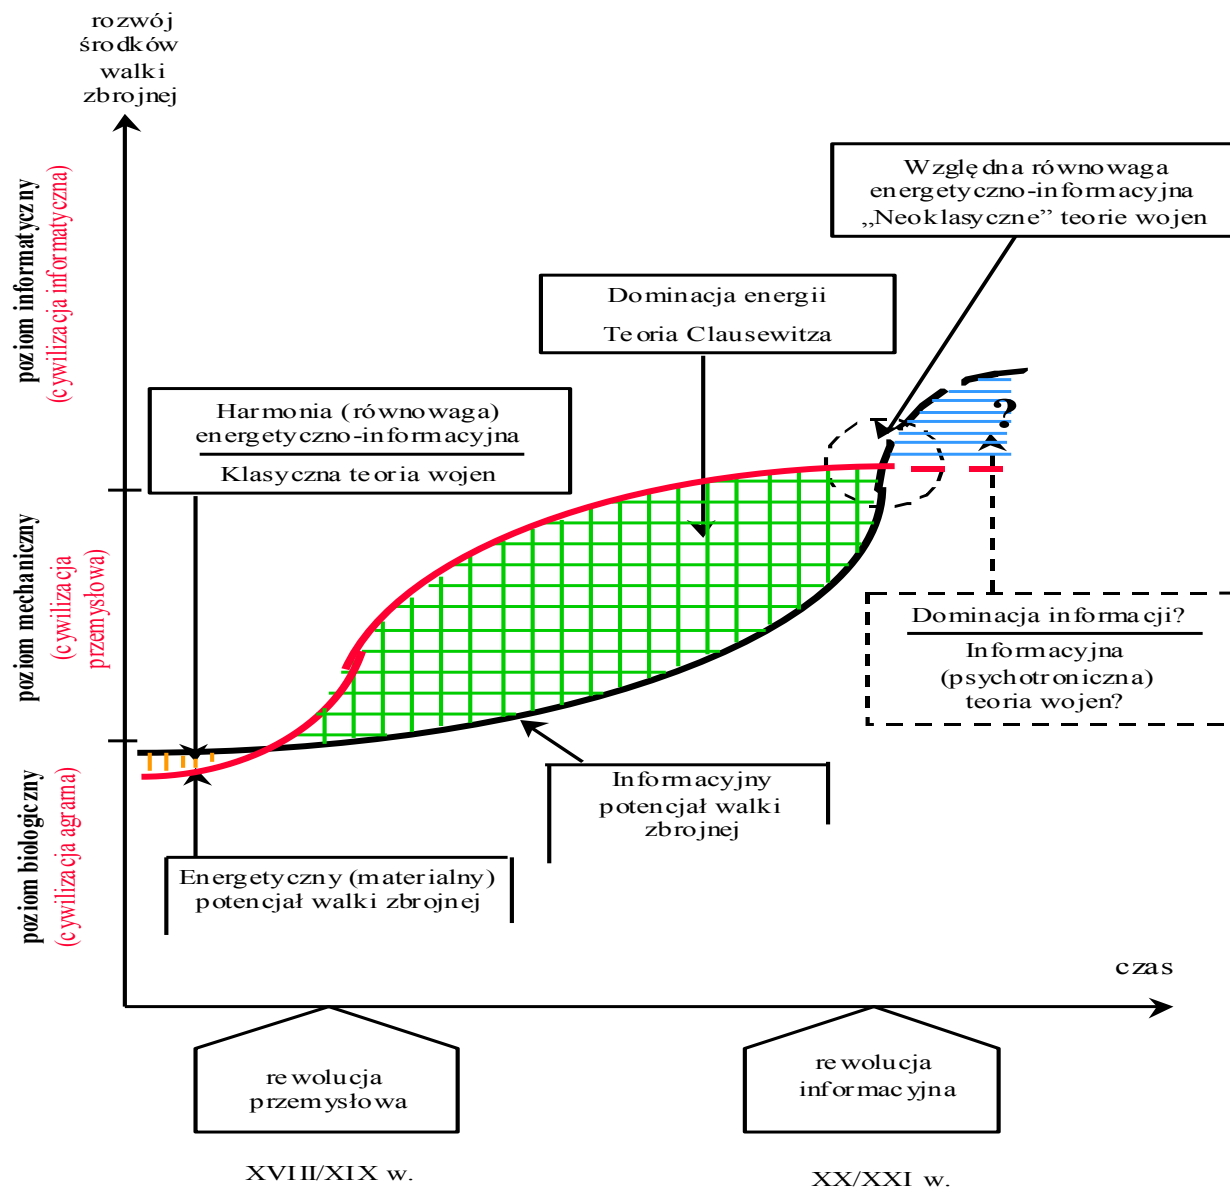 rozwój
środków
walki
zbrojnej
poziom informatyczny
(cywilizacja informatyczna)
Względna równowaga
energetyczno-informacyjna
„Neoklasyczne” teorie wojen
Dominacja energii
Teoria Clausewitza
Harmonia (równowaga)
energetyczno-informacyjna
Klasyczna teoria wojen
?
poziom mechaniczny
(cywilizacja
przemysłowa)
Dominacja informacji?
Informacyjna
(psychotroniczna)
teoria wojen?
Informacyjny
potencjał walki
zbrojnej
poziom biologiczny
(cywilizacja agrarna)
Energetyczny (materialny)
potencjał walki zbrojnej
czas
rewolucja
przemysłowa
rewolucja
informacyjna
XVIII/XIX w.
XX/XXI w.